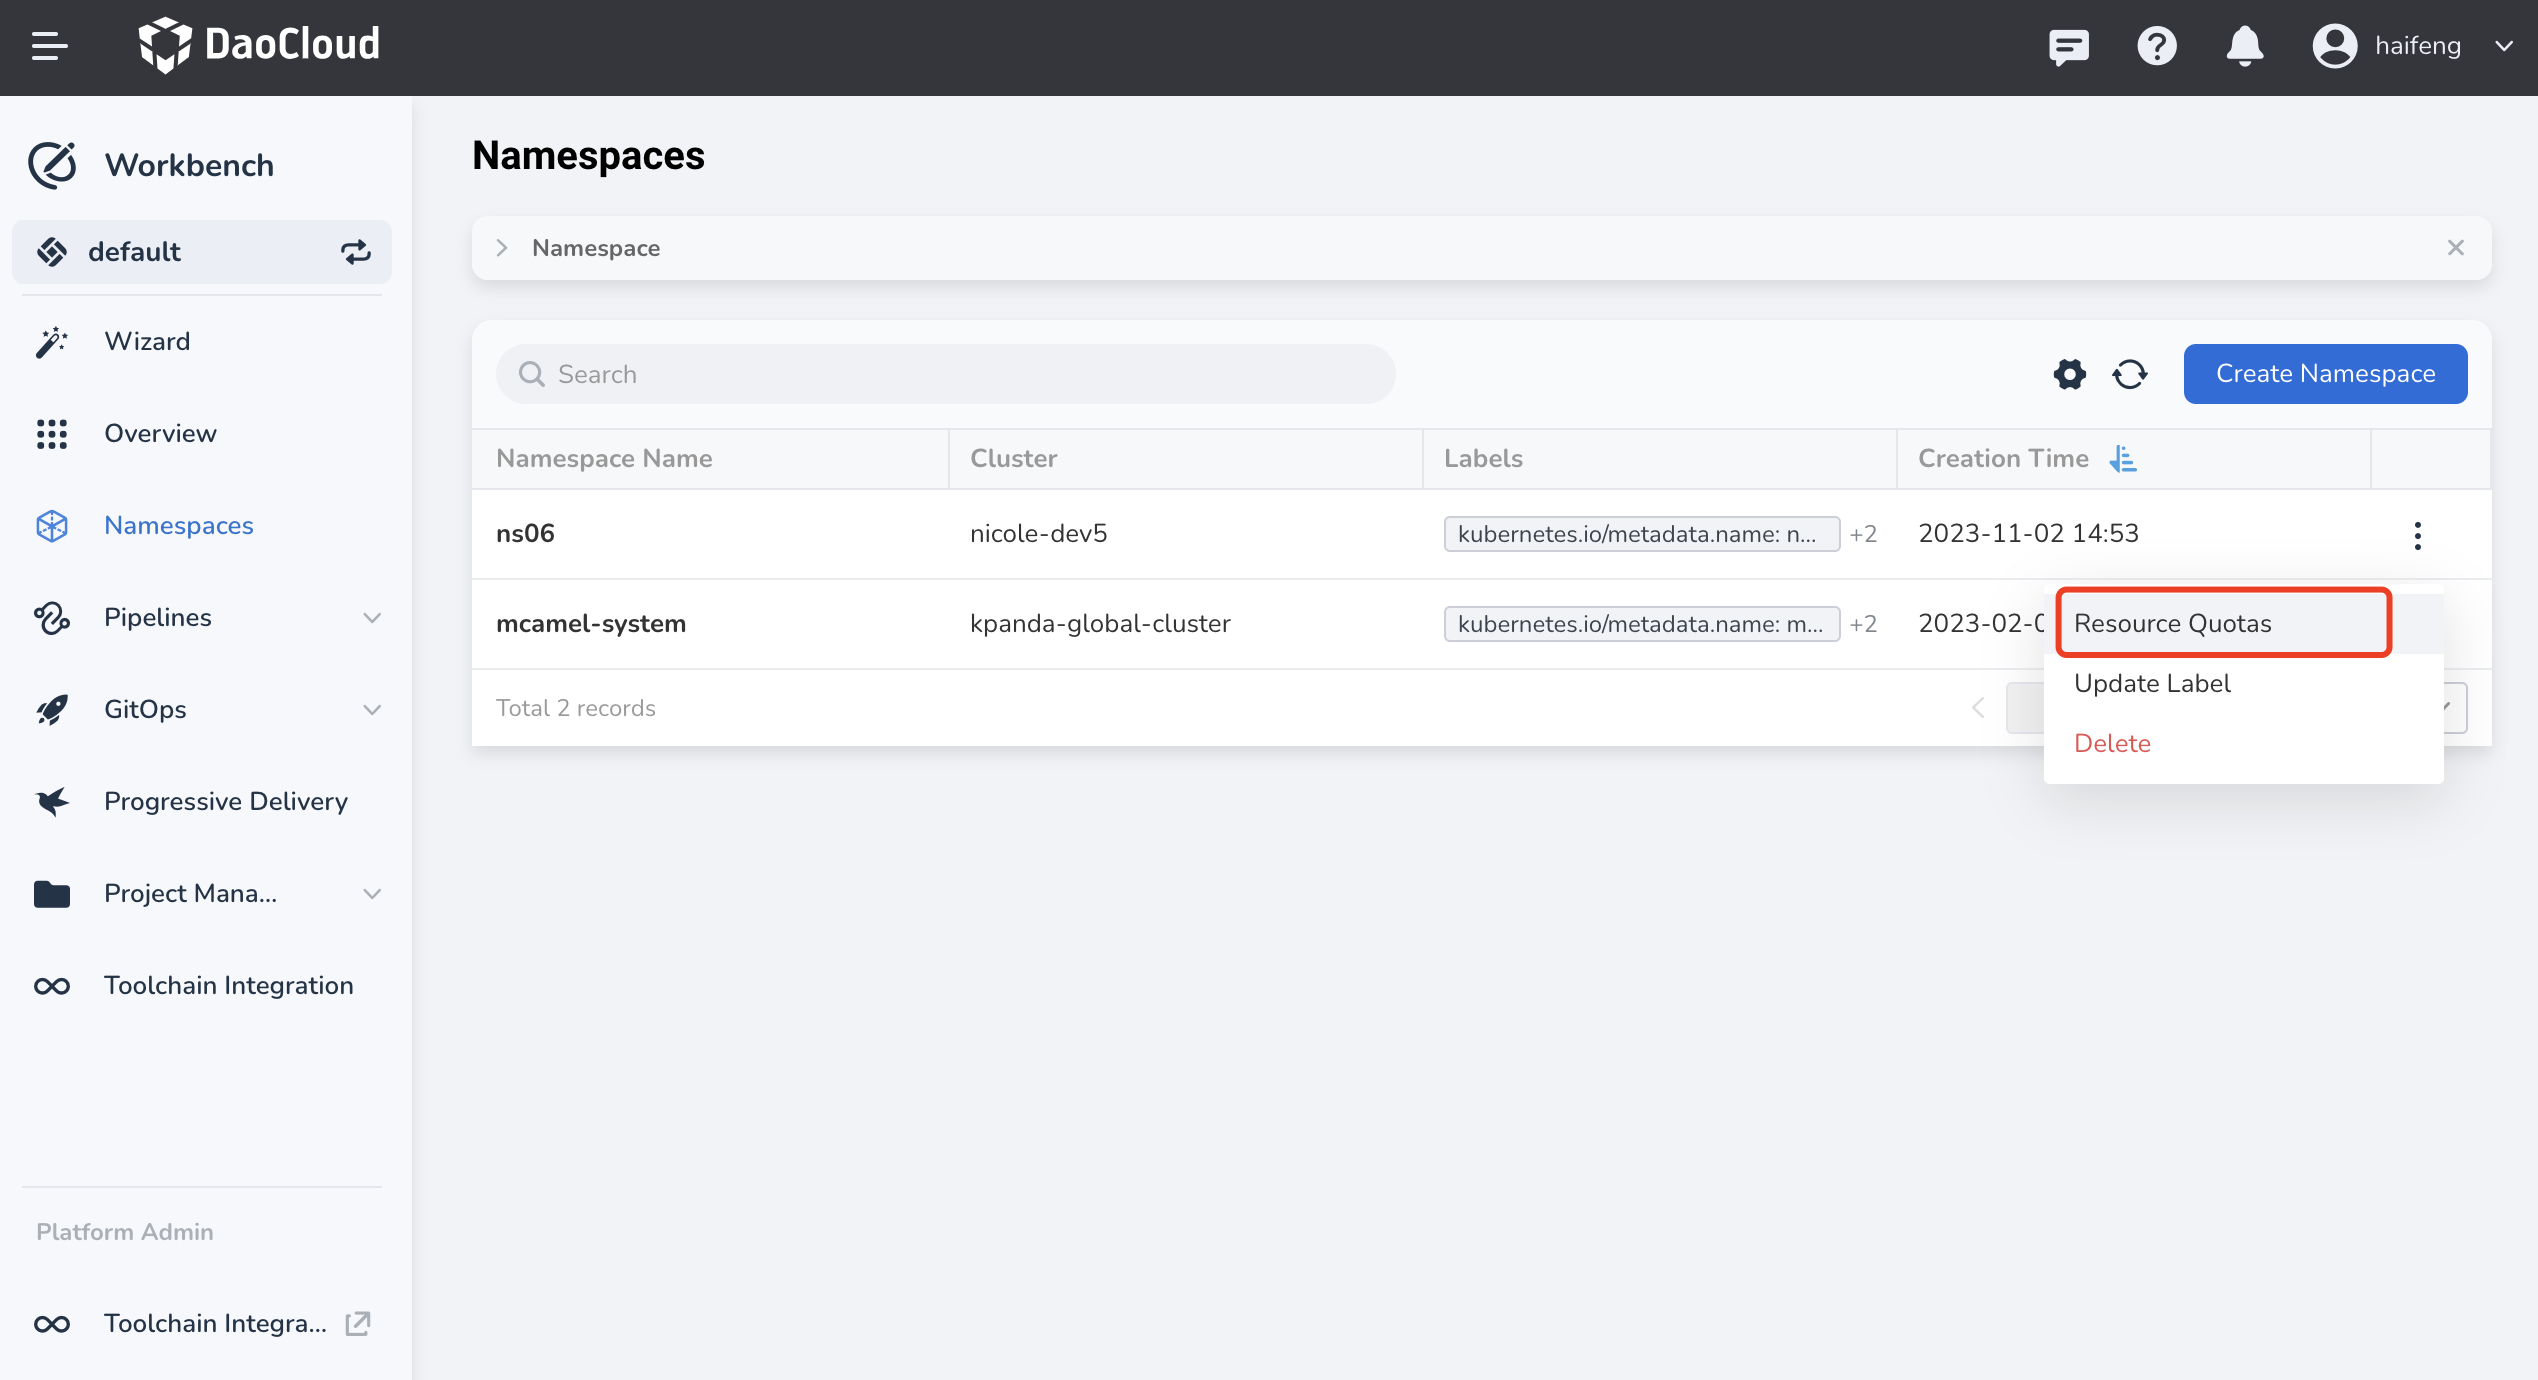 DaoCloud
haifeng
Workbench
default
Wizard
Overview
Namespaces
Pipelines
GitOps
Progressive Delivery
Project Mana...
Toolchain Integration
Platform Admin
Toolchain Integra...
Namespaces
Namespace
Search
Create Namespace
Namespace Name Cluster Labels Creation Time
ns06 nicole-dev5 kubernetes.io/metadata.name: n... +2 2023-11-02 14:53
mcamel-system kpanda-global-cluster kubernetes.io/metadata.name: m... +2 2023-02-0
Total 2 records
Resource Quotas
Update Label
Delete